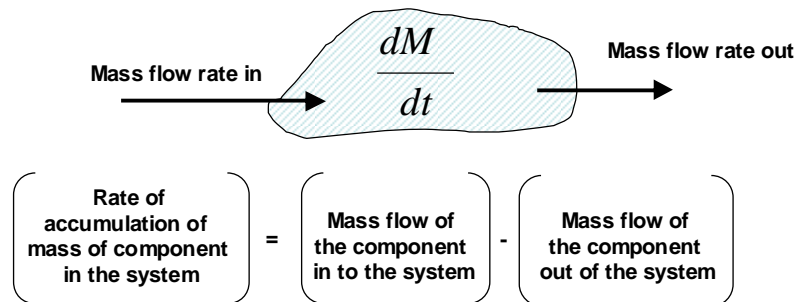 dM
dt
Mass flow rate in
Mass flow rate out
Rate of
accumulation of
mass of component
in the system
=
Mass flow of
the component
in to the system
-
Mass flow of
the component
out of the system